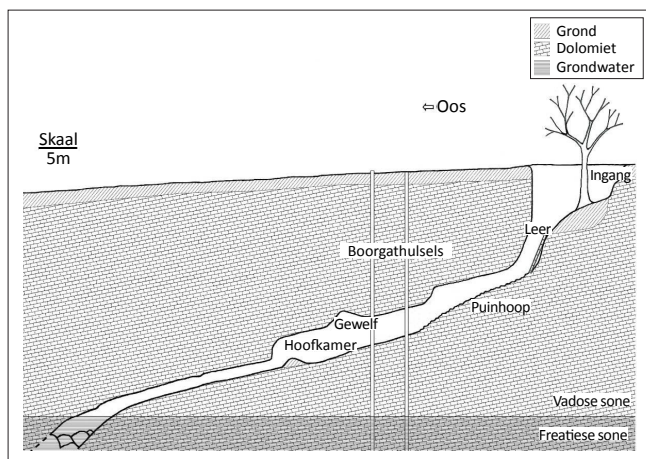 Grond
Dolomiet
Grondwater
⇦Oos
Skaal
5m
Ingang
Leer
Boorgathulsels
Puinhoop
Gewelf
Hoofkamer
Vadose sone
Freatiese sone